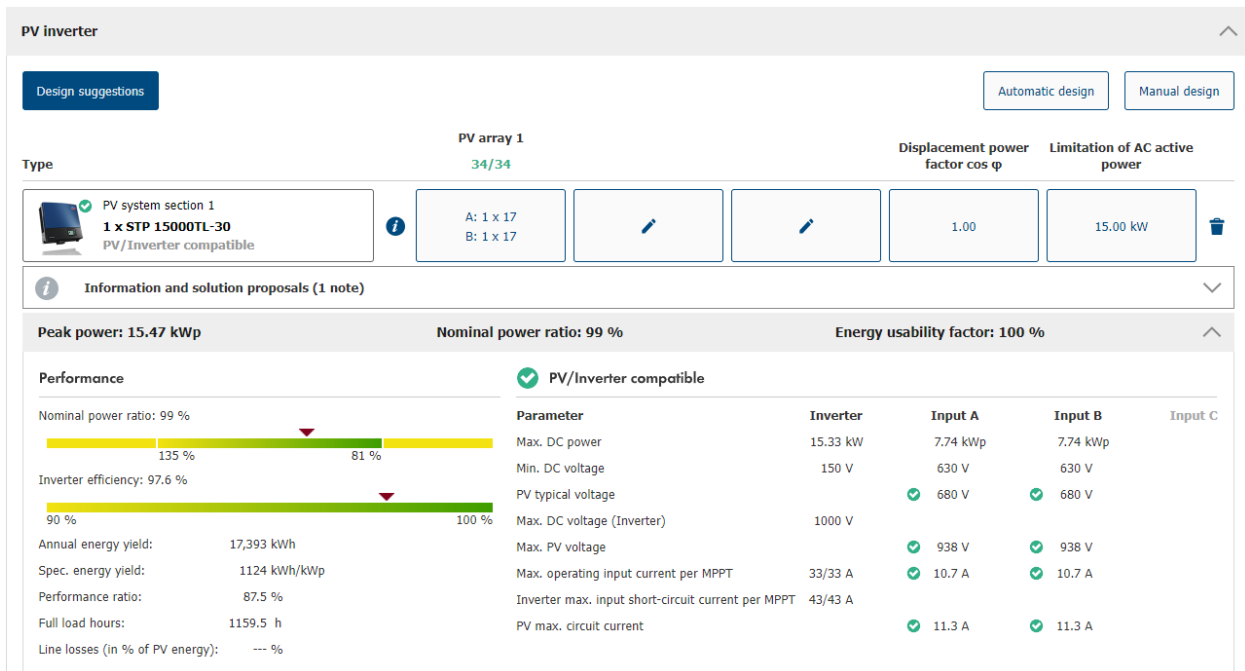 PV inverter
Design suggestions
Automatic design
Manual design
Type
PV array 1
34/34
Displacement power
factor cos φ
Limitation of AC active
power
PV system section 1
1 x STP 15000TL-30
PV/Inverter compatible
A: 1 x 17
B: 1 x 17
1.00
15.00 kW
Information and solution proposals (1 note)
Peak power: 15.47 kWp Nominal power ratio: 99 % Energy usability factor: 100 %
Performance
Nominal power ratio: 99 %
135 % 81 %
Inverter efficiency: 97.6 %
90 % 100 %
Annual energy yield: 17,393 kWh
Spec. energy yield: 1124 kWh/kWp
Performance ratio: 87.5 %
Full load hours: 1159.5 h
Line losses (in % of PV energy): --- %
PV/Inverter compatible
Parameter Inverter Input A Input B Input C
Max. DC power 15.33 kW 7.74 kWp 7.74 kWp
Min. DC voltage 150 V 630 V 630 V
PV typical voltage 680 V 680 V
Max. DC voltage (Inverter) 1000 V
Max. PV voltage 938 V 938 V
Max. operating input current per MPPT 33/33 A 10.7 A 10.7 A
Inverter max. input short-circuit current per MPPT 43/43 A
PV max. circuit current 11.3 A 11.3 A